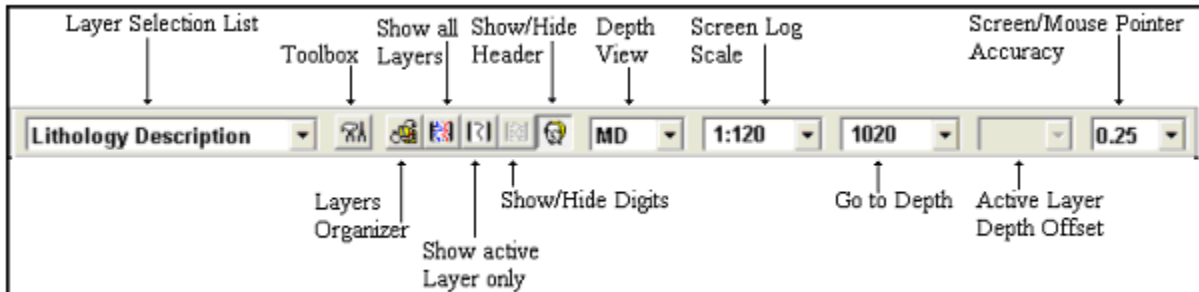 Layer Selection List
Toolbox
Show all
Layers
Show/Hide
Header
Depth
View
Screen Log
Scale
Screen/Mouse Pointer
Accuracy
Lithology Description
MD
1:120
1020
0.25
Layers
Organizer
Show active
Layer only
Show/Hide Digits
Go to Depth
Active Layer
Depth Offset